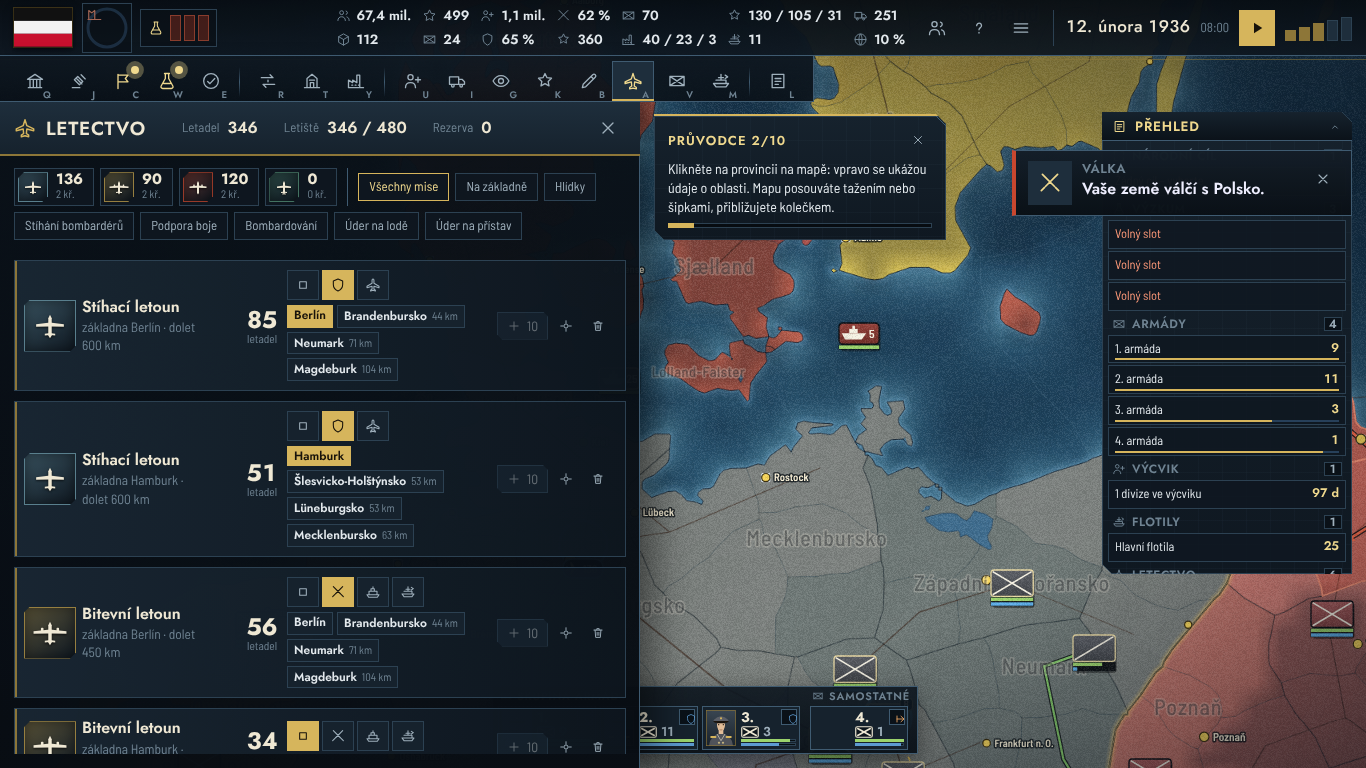 67,4 mil. 499 1,1 mil. 62 % 70 130 / 105 / 31 251
112 24 65 % 360 40 / 23 / 3 11 10 %
12. února 1936 08:00
Q J C W E R T Y U I G K B A V M L
LETECTVO Letadel 346 Letiště 346 / 480 Rezerva 0
136 2 kř. 90 2 kř. 120 2 kř. 0 0 kř.
Všechny mise Na základně Hlídky
Stíhání bombardérů Podpora boje Bombardování Úder na lodě Úder na přístav
Stíhací letoun
základna Berlín · dolet
600 km
85
letadel
Berlín Brandenbursko 44 km
Neumark 71 km
Magdeburk 104 km
+ 10
Stíhací letoun
základna Hamburk ·
dolet 600 km
51
letadel
Hamburk
Šlesvicko-Holštýnsko 53 km
Lüneburgsko 53 km
Mecklenbursko 63 km
+ 10
Bitevní letoun
základna Berlín · dolet
450 km
56
letadel
Berlín Brandenbursko 44 km
Neumark 71 km
Magdeburk 104 km
+ 10
Bitevní letoun
základna Hamburk ·
34
letadel
+ 10
PRŮVODCE 2/10
Klikněte na provincii na mapě: vpravo se ukážou
údaje o oblasti. Mapu posouváte tažením nebo
šipkami, přibližujete kolečkem.
Sjælland
Lolland-Falster
5
Rostock
Lübeck
Mecklenbursko
gsko
Neumark
Poznaň
Poznaň
Frankfurt n. O.
SAMOSTATNÉ
2. 11
3. 3
4. 1
PŘEHLED
VÁLKA
Vaše země válčí s Polsko.
Volný slot
Volný slot
Volný slot
ARMÁDY 4
1. armáda 9
2. armáda 11
3. armáda 3
4. armáda 1
VÝCVIK 1
1 divize ve výcviku 97 d
FLOTILY 1
Hlavní flotila 25
LETECTVO